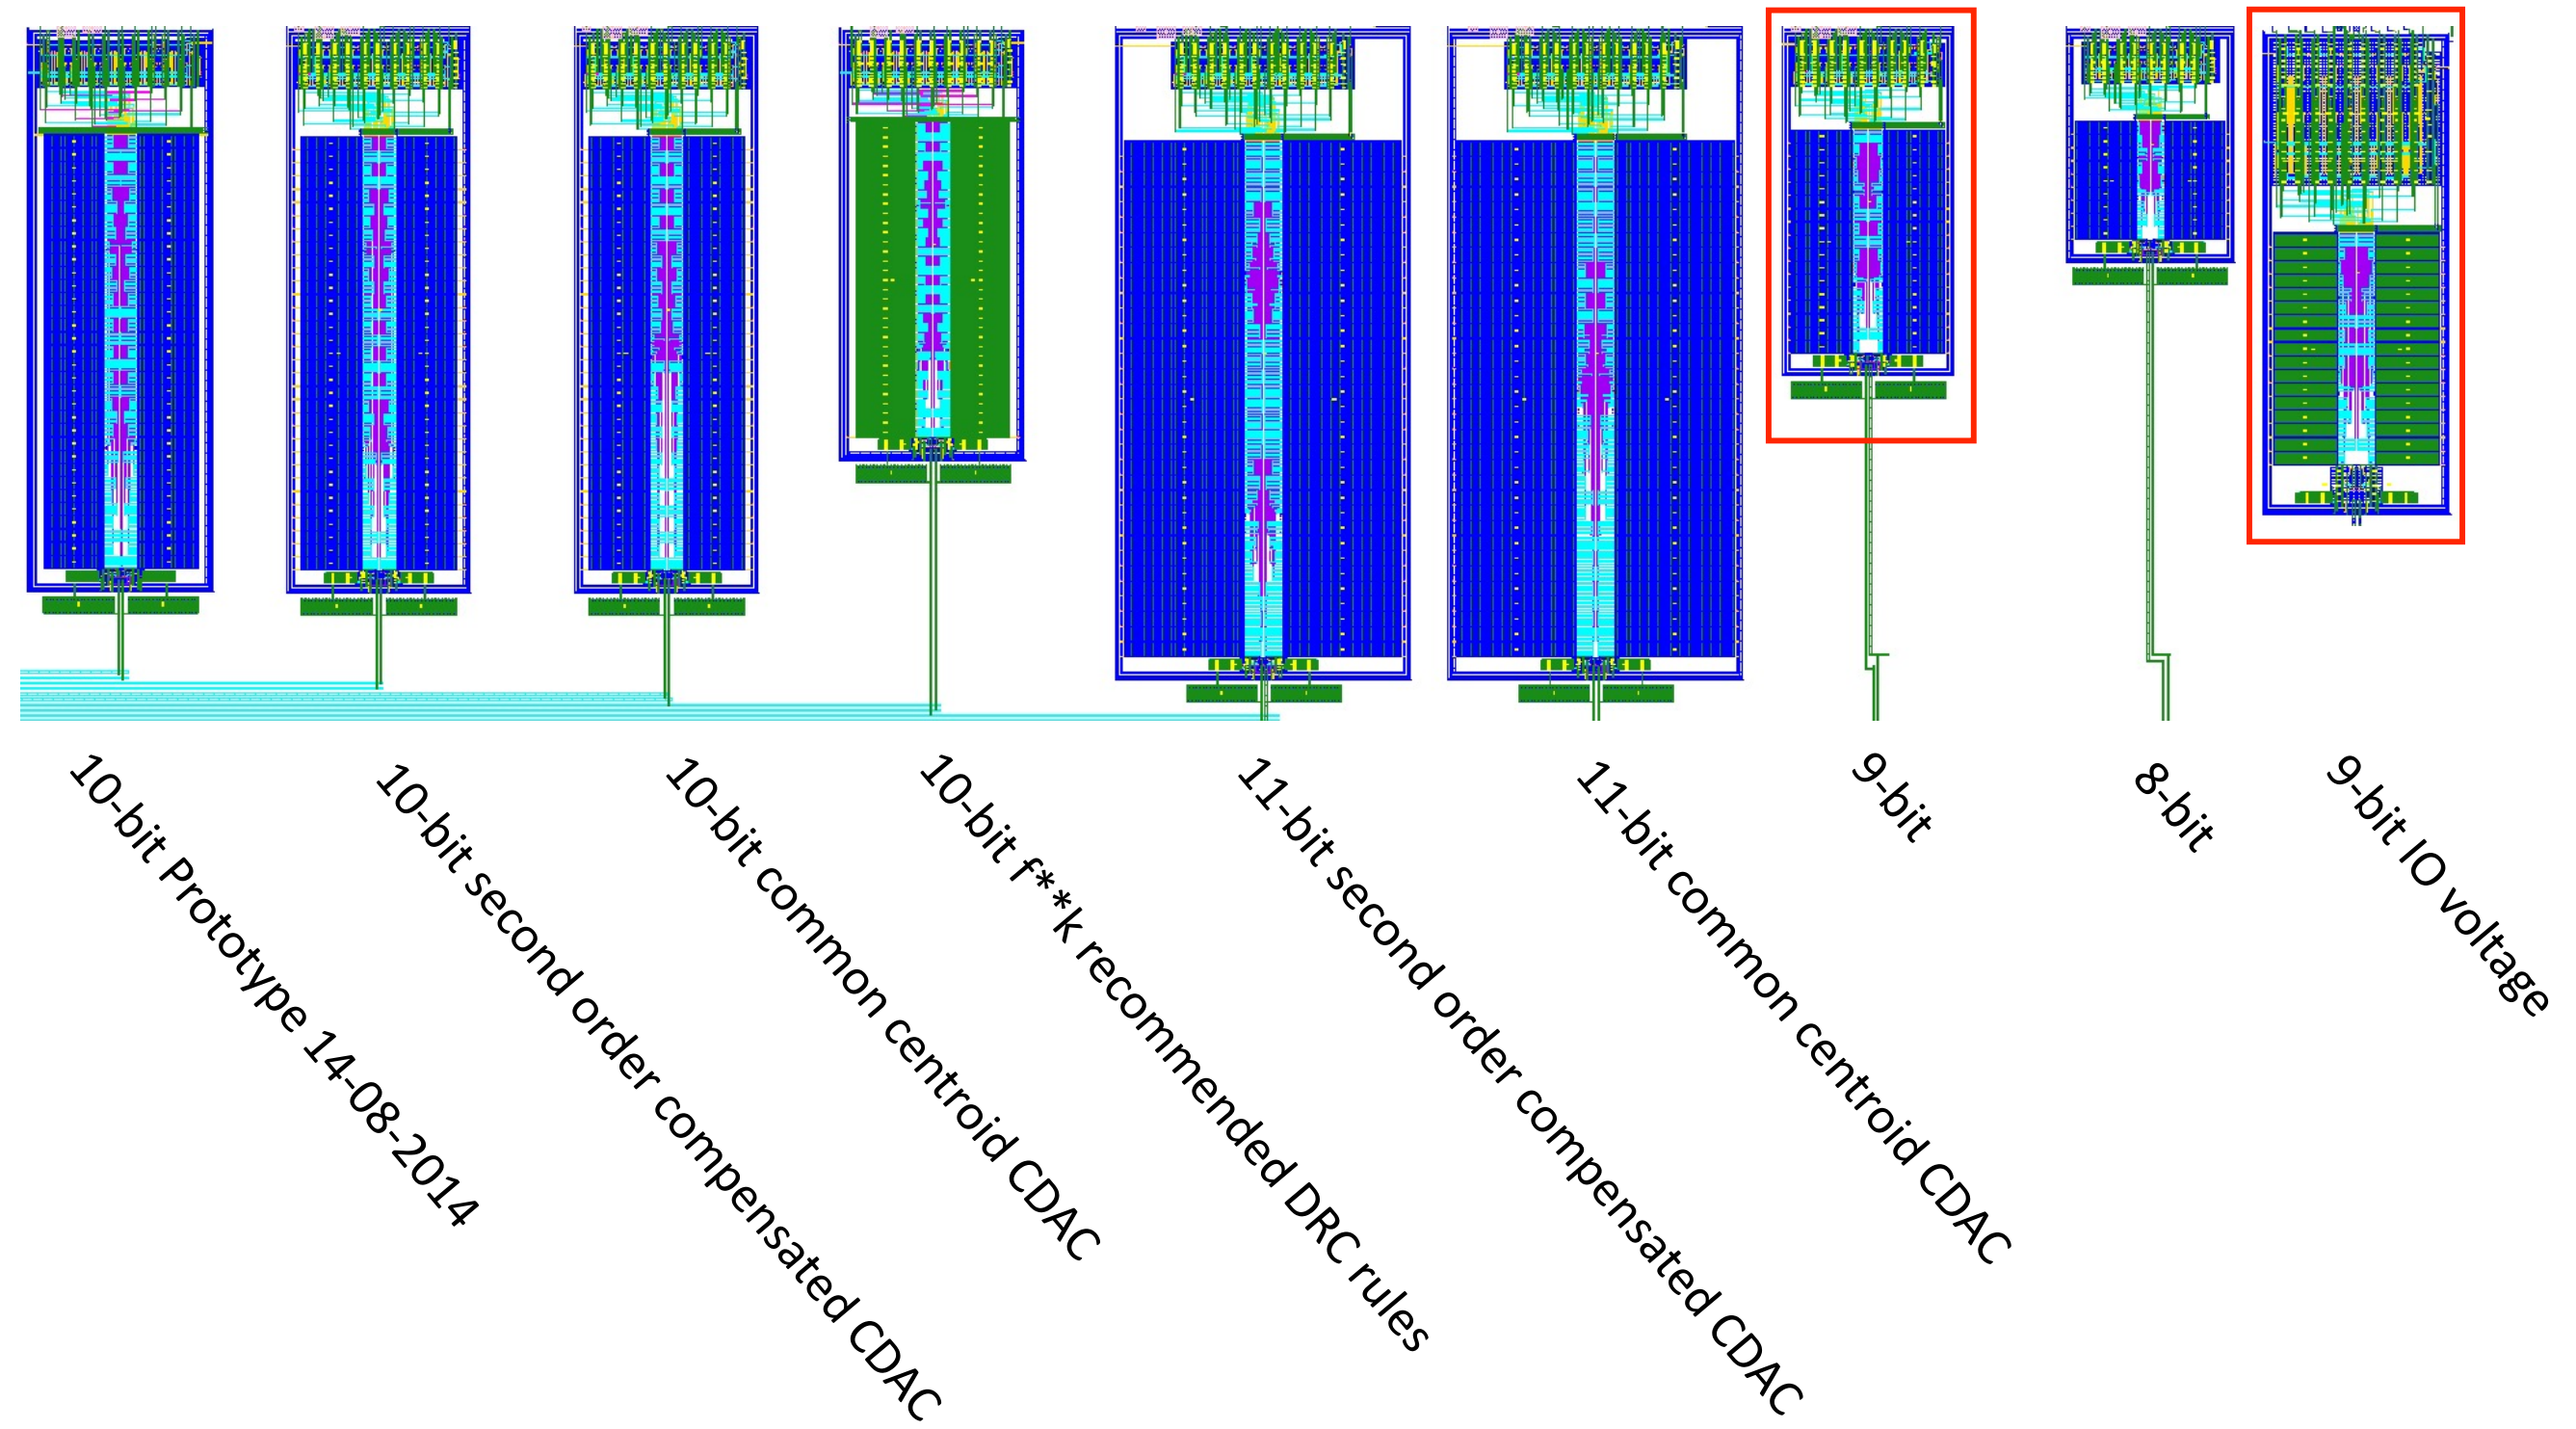 10-bit Prototype 14-08-2014
10-bit second order compensated CDAC
10-bit common centroid CDAC
10-bit f**k recommended DRC rules
11-bit second order compensated CDAC
11-bit common centroid CDAC
9-bit
8-bit
9-bit IO voltage